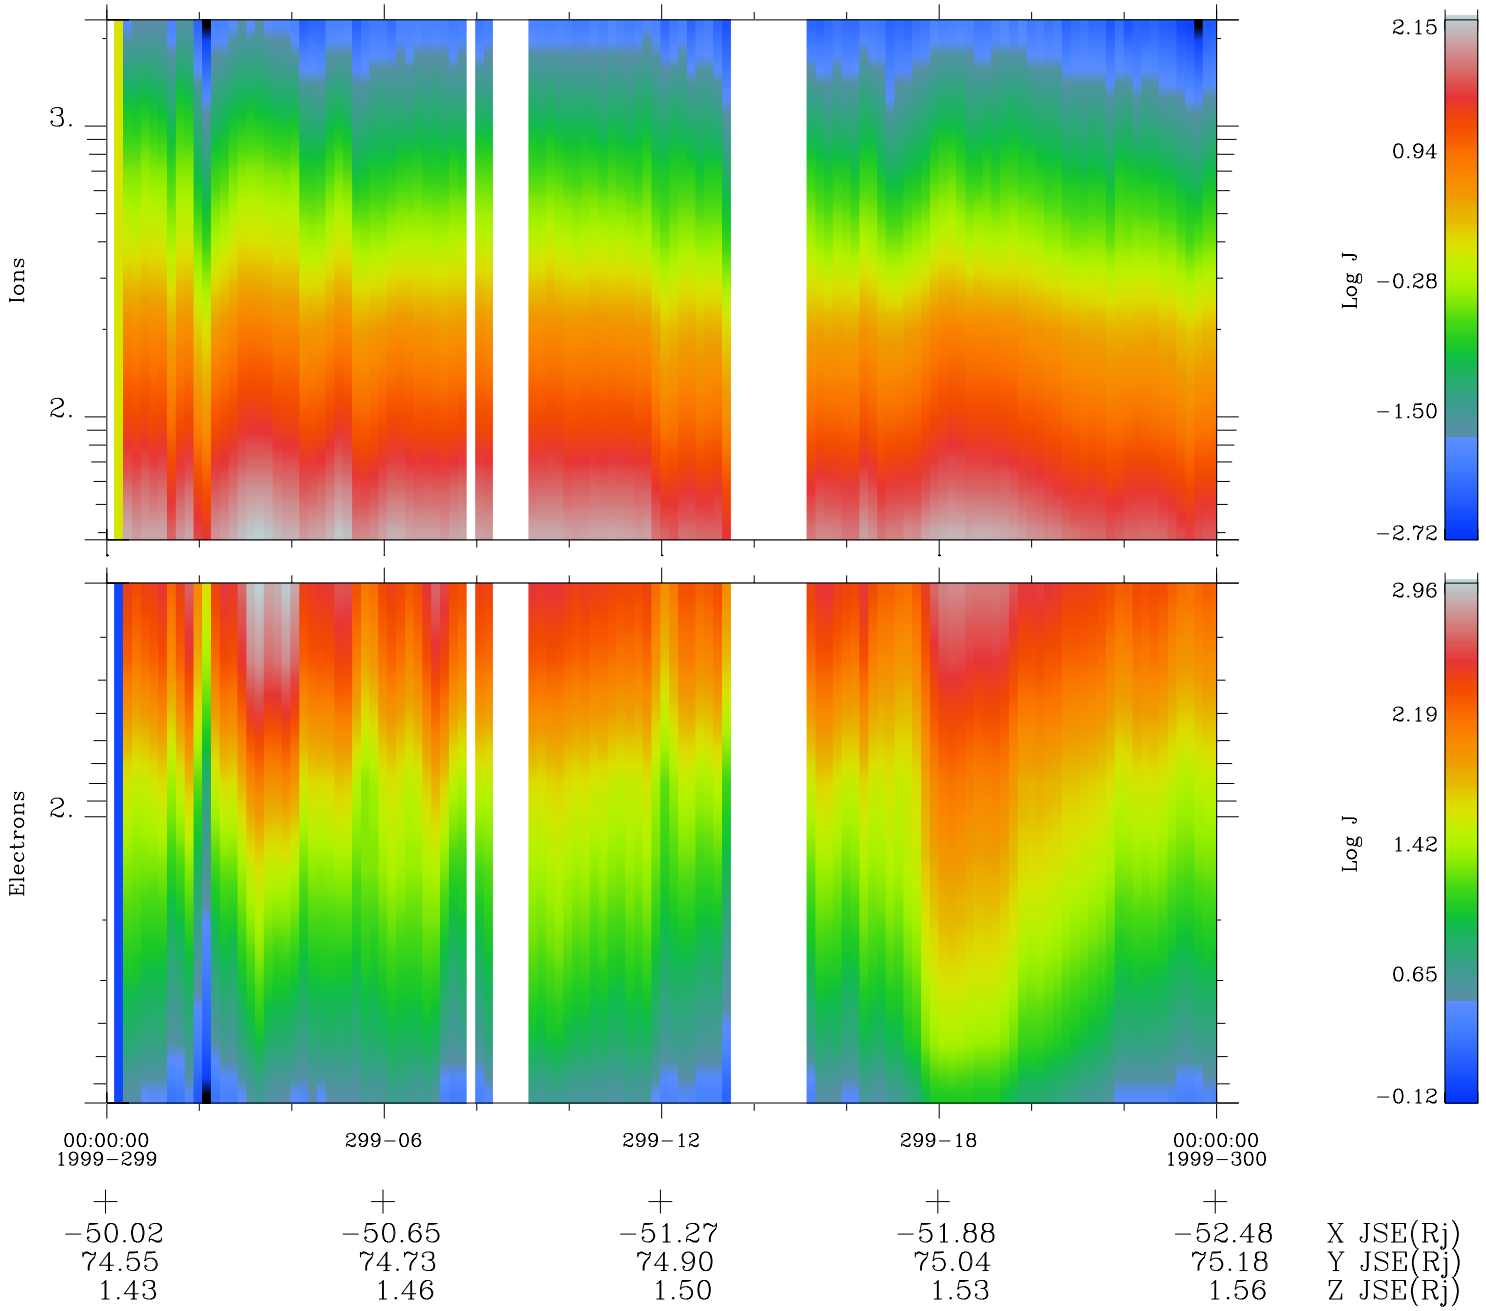 3.
2.
Ions
2.15
0.94
−0.28
−1.50
−2.72
Log J
2.
Electrons
2.96
2.19
1.42
0.65
−0.12
Log J
00:00:00 299−06 299−12 299−18 00:00:00
1999−299 1999−300
−50.02 −50.65 −51.27 −51.88 −52.48 X JSE(Rj)
74.55 74.73 74.90 75.04 75.18 Y JSE(Rj)
1.43 1.46 1.50 1.53 1.56 Z JSE(Rj)